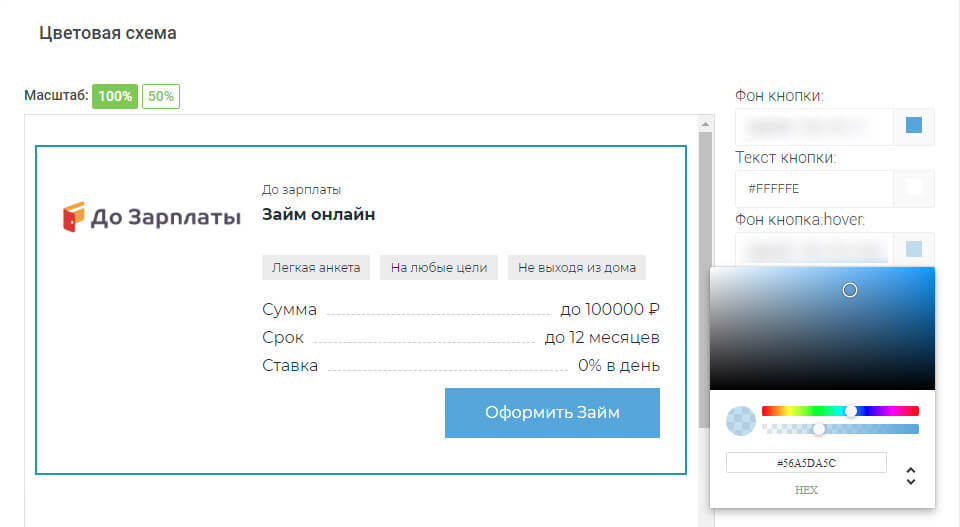 Цветовая схема
Масштаб: 100% 50%
До Зарплаты
До зарплаты
Займ онлайн
Легкая анкета
На любые цели
Не выходя из дома
Сумма до 100000 ₽
Срок до 12 месяцев
Ставка 0% в день
Оформить Займ
Фон кнопки:
Текст кнопки:
#FFFFFE
Фон кнопка:hover:
#56A5DA5C
HEX